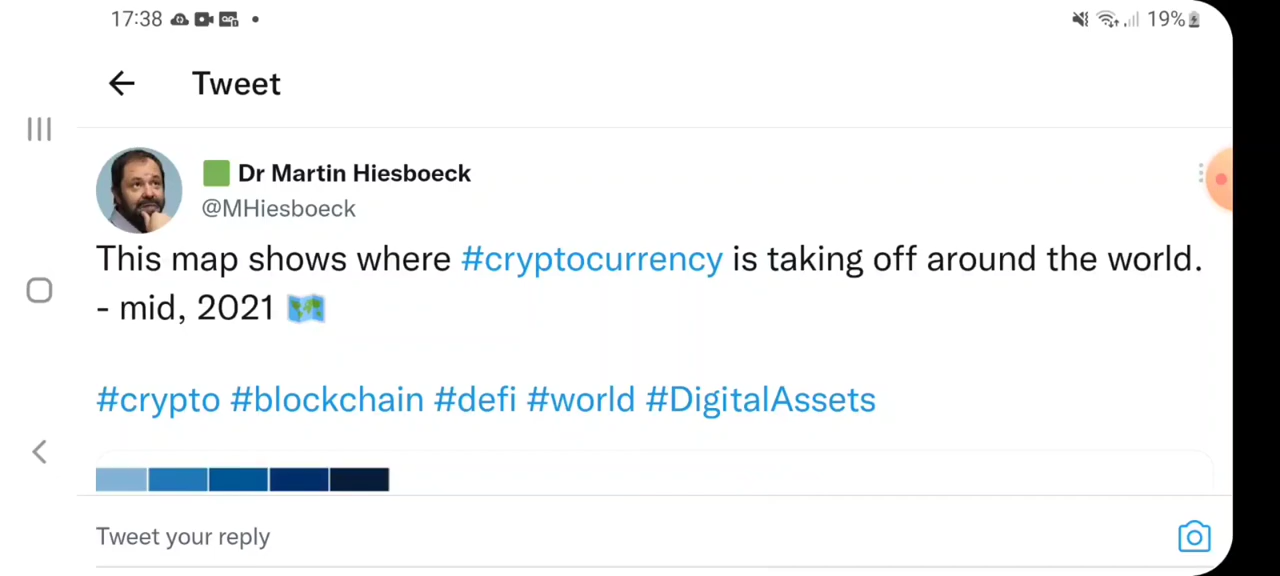 17:38 19%
Tweet
Dr Martin Hiesboeck
@MHiesboeck
This map shows where #cryptocurrency is taking off around the world.
- mid, 2021
#crypto #blockchain #defi #world #DigitalAssets
Tweet your reply